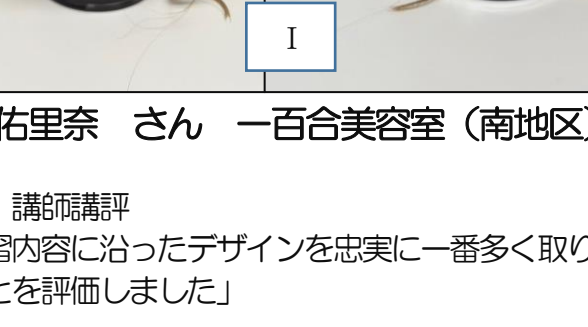 I
佑里奈　さん　一百合美容室（南地区）
講師講評
習内容に沿ったデザインを忠実に一番多く取り
とを評価しました」